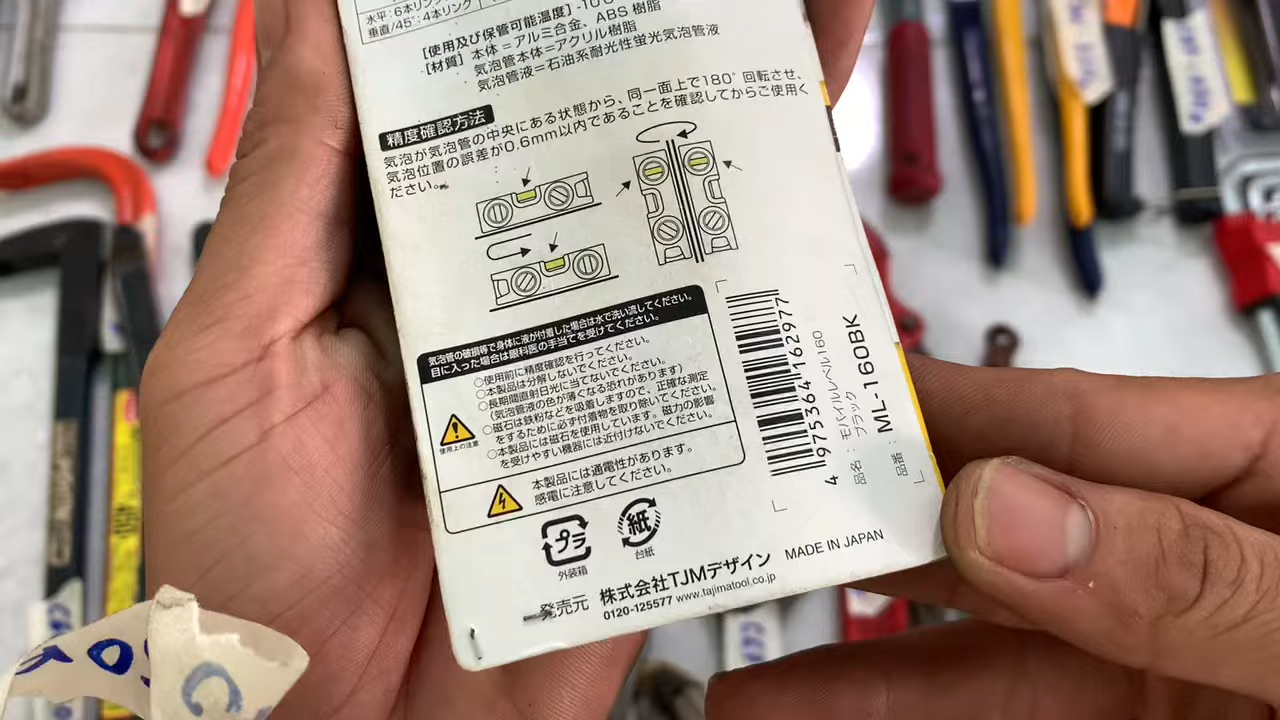 水平:6本リング
垂直/45°:4本リング
[使用及び保管可能温度] -10
[材質] 本体=アルミ合金、ABS樹脂
気泡管本体=アクリル樹脂
気泡管液=石油系耐光性蛍光気泡管液
精度確認方法
気泡が気泡管の中央にある状態から、同一面上で180°回転させ、
気泡位置の誤差が0.6mm以内であることを確認してからご使用く
ださい。
気泡管の破損等で身体に液が付着した場合は水で洗い流してください。
目に入った場合は眼科医の手当てを受けてください。
使用上の注意
○使用前に精度確認を行ってください。
○本製品は分解しないでください。
○長期間直射日光に当てないでください。
(気泡管液の色が薄くなる恐れがあります)
○磁石は鉄粉などを吸着しますので、正確な測定
をするために必ず付着物を取り除いてください。
○本製品には磁石を使用しています。磁力の影響
を受けやすい機器には近付けないでください。
本製品には通電性があります。
感電に注意してください。
4 975364 162977
品名:モバイルレベル160
ブラック
品番:ML-160BK
プラ
外装箱
紙
台紙
発売元 株式会社TJMデザイン MADE IN JAPAN
0120-125577 www.tajimatool.co.jp